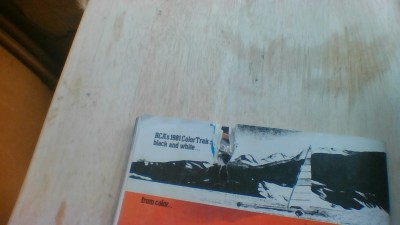 RCA's 1981 ColorTrak
black and white...
from color...